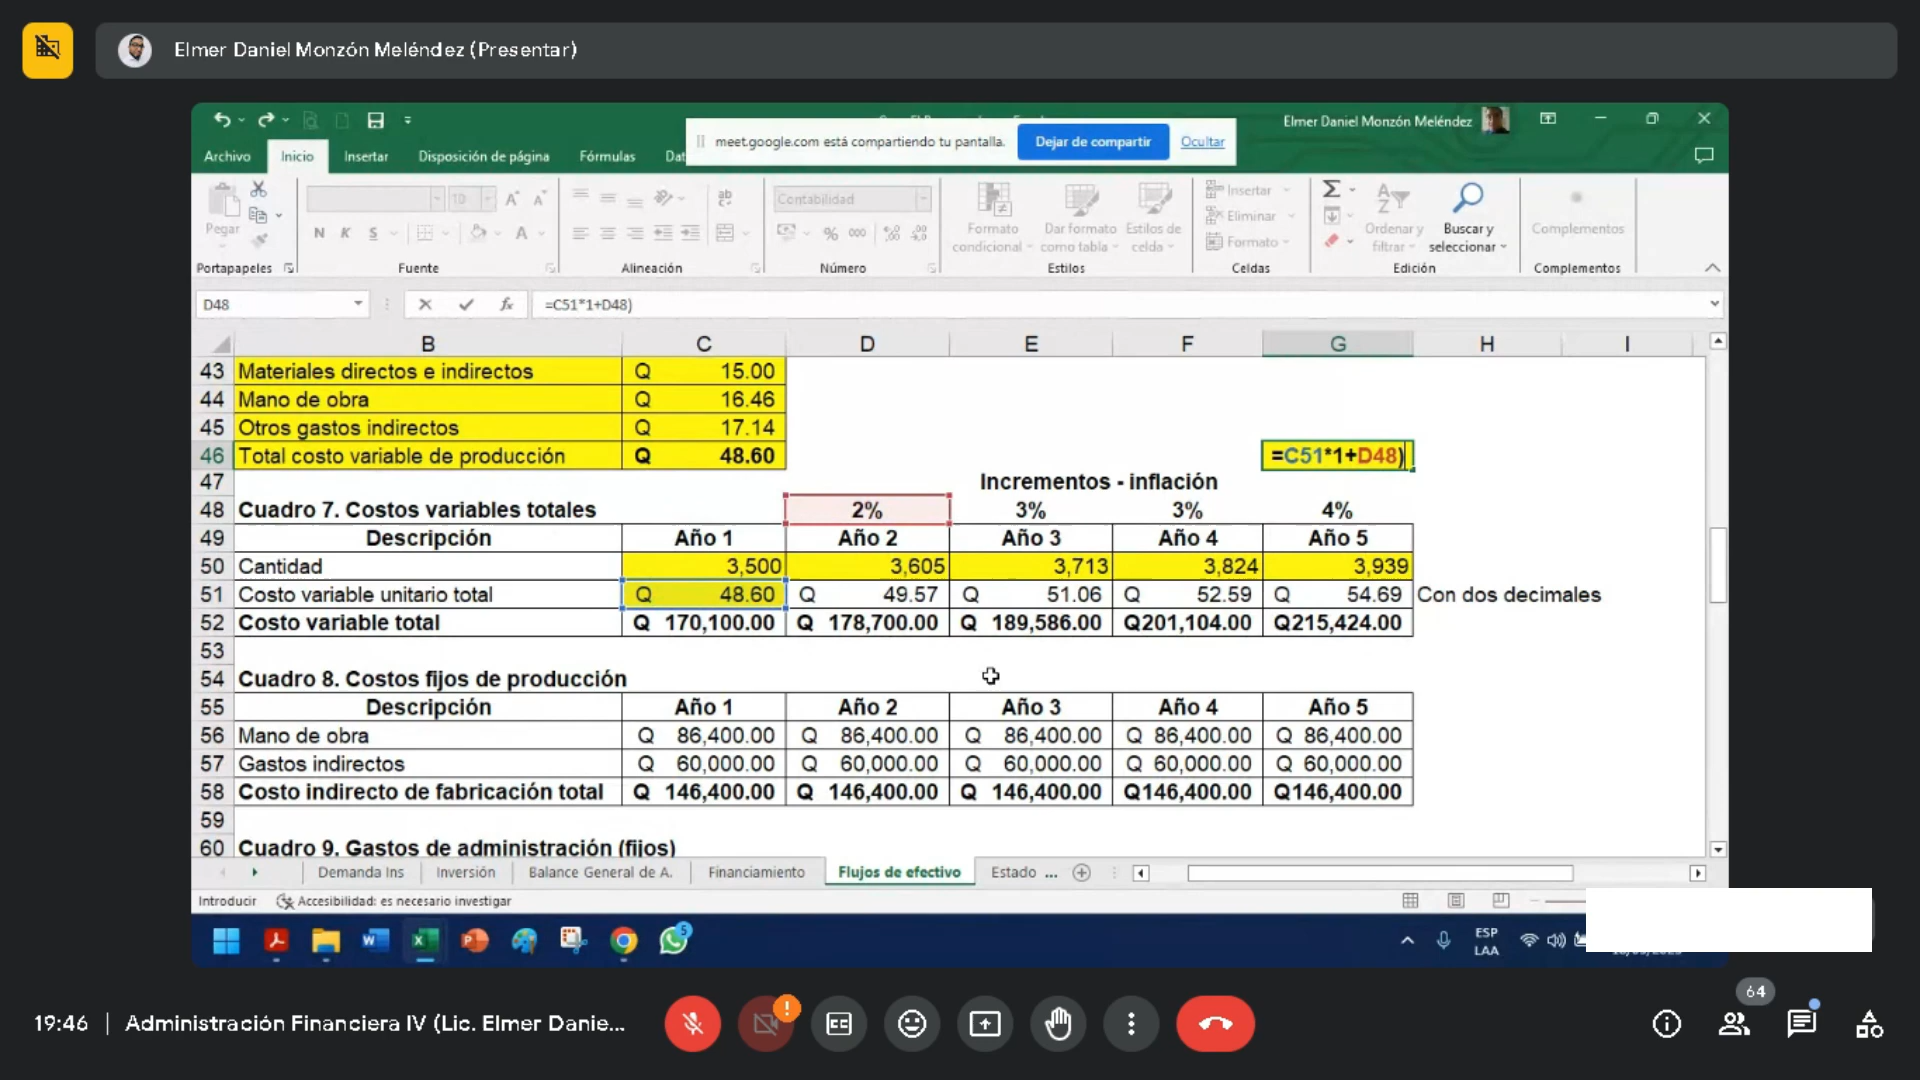 Elmer Daniel Monzón Meléndez (Presentar)
Elmer Daniel Monzón Meléndez
meet.google.com está compartiendo tu pantalla. Dejar de compartir Ocultar
Archivo Inicio Insertar Disposición de página Fórmulas Dat
Pegar
Portapapeles
10
N K S
Fuente
ab
Alineación
Contabilidad
% 000
Número
Formato condicional
Dar formato como tabla
Estilos de celda
Estilos
Insertar
Eliminar
Formato
Celdas
Ordenar y filtrar
Buscar y seleccionar
Edición
Complementos
Complementos
D48 fx =C51*1+D48)
B C D E F G H I
43 Materiales directos e indirectos Q 15.00
44 Mano de obra Q 16.46
45 Otros gastos indirectos Q 17.14
46 Total costo variable de producción Q 48.60 =C51*1+D48)
47 Incrementos - inflación
48 Cuadro 7. Costos variables totales 2% 3% 3% 4%
49 Descripción Año 1 Año 2 Año 3 Año 4 Año 5
50 Cantidad 3,500 3,605 3,713 3,824 3,939
51 Costo variable unitario total Q 48.60 Q 49.57 Q 51.06 Q 52.59 Q 54.69 Con dos decimales
52 Costo variable total Q 170,100.00 Q 178,700.00 Q 189,586.00 Q201,104.00 Q215,424.00
53
54 Cuadro 8. Costos fijos de producción
55 Descripción Año 1 Año 2 Año 3 Año 4 Año 5
56 Mano de obra Q 86,400.00 Q 86,400.00 Q 86,400.00 Q 86,400.00 Q 86,400.00
57 Gastos indirectos Q 60,000.00 Q 60,000.00 Q 60,000.00 Q 60,000.00 Q 60,000.00
58 Costo indirecto de fabricación total Q 146,400.00 Q 146,400.00 Q 146,400.00 Q146,400.00 Q146,400.00
59
60 Cuadro 9. Gastos de administración (fijos)
Demanda Ins Inversión Balance General de A. Financiamiento Flujos de efectivo Estado ...
Introducir Accesibilidad: es necesario investigar
5
ESP
LAA
64
19:46 | Administración Financiera IV (Lic. Elmer Danie...